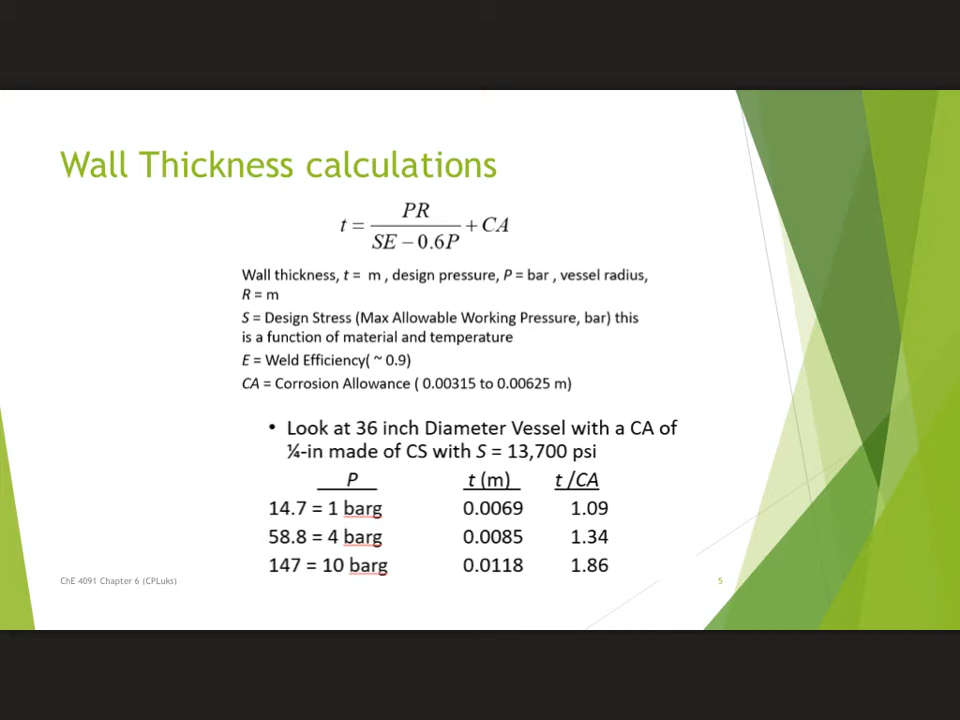 Wall Thickness calculations
t = PR / SE − 0.6P + CA
Wall thickness, t = m , design pressure, P = bar , vessel radius,
R = m
S = Design Stress (Max Allowable Working Pressure, bar) this
is a function of material and temperature
E = Weld Efficiency( ~ 0.9)
CA = Corrosion Allowance ( 0.00315 to 0.00625 m)
• Look at 36 inch Diameter Vessel with a CA of
¼-in made of CS with S = 13,700 psi
P t (m) t /CA
14.7 = 1 barg 0.0069 1.09
58.8 = 4 barg 0.0085 1.34
147 = 10 barg 0.0118 1.86
ChE 4091 Chapter 6 (CPLuks) 5